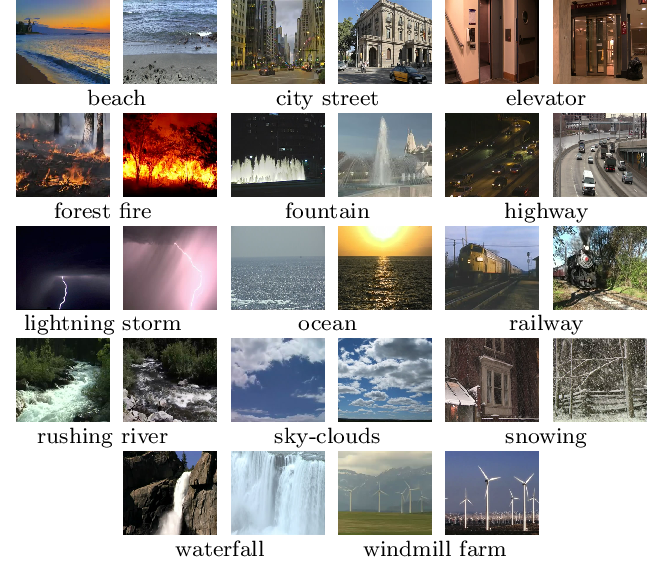 beach
city street
elevator
forest fire
fountain
highway
lightning storm
ocean
railway
rushing river
sky-clouds
snowing
waterfall
windmill farm